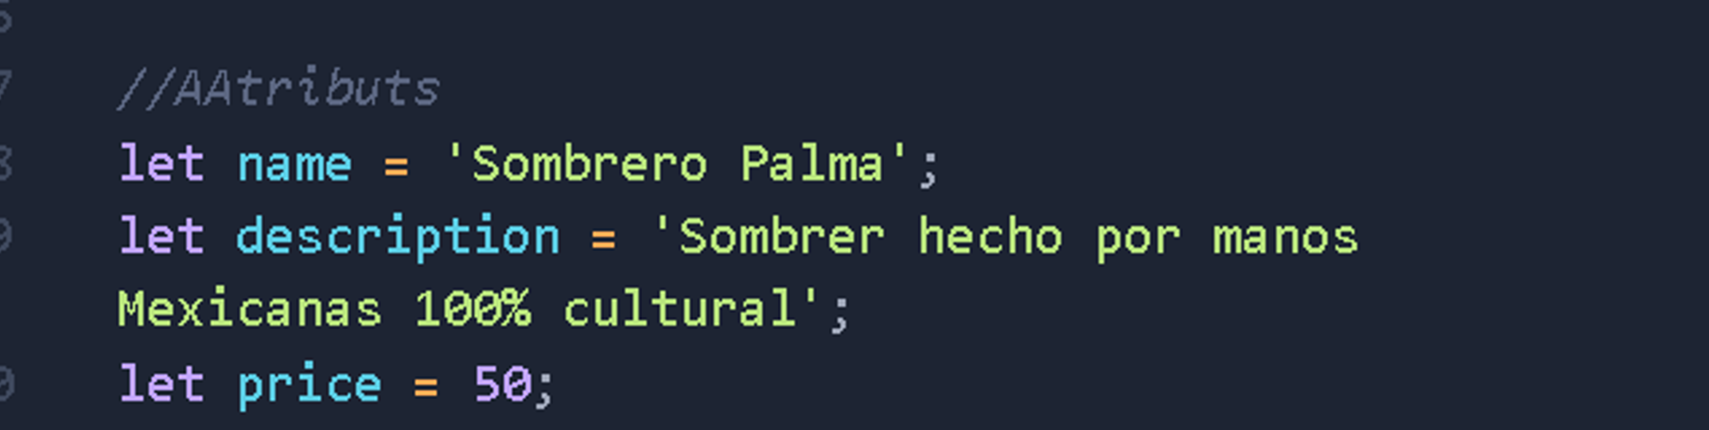 //AAtributs
let name = 'Sombrero Palma';
let description = 'Sombrer hecho por manos
Mexicanas 100% cultural';
let price = 50;